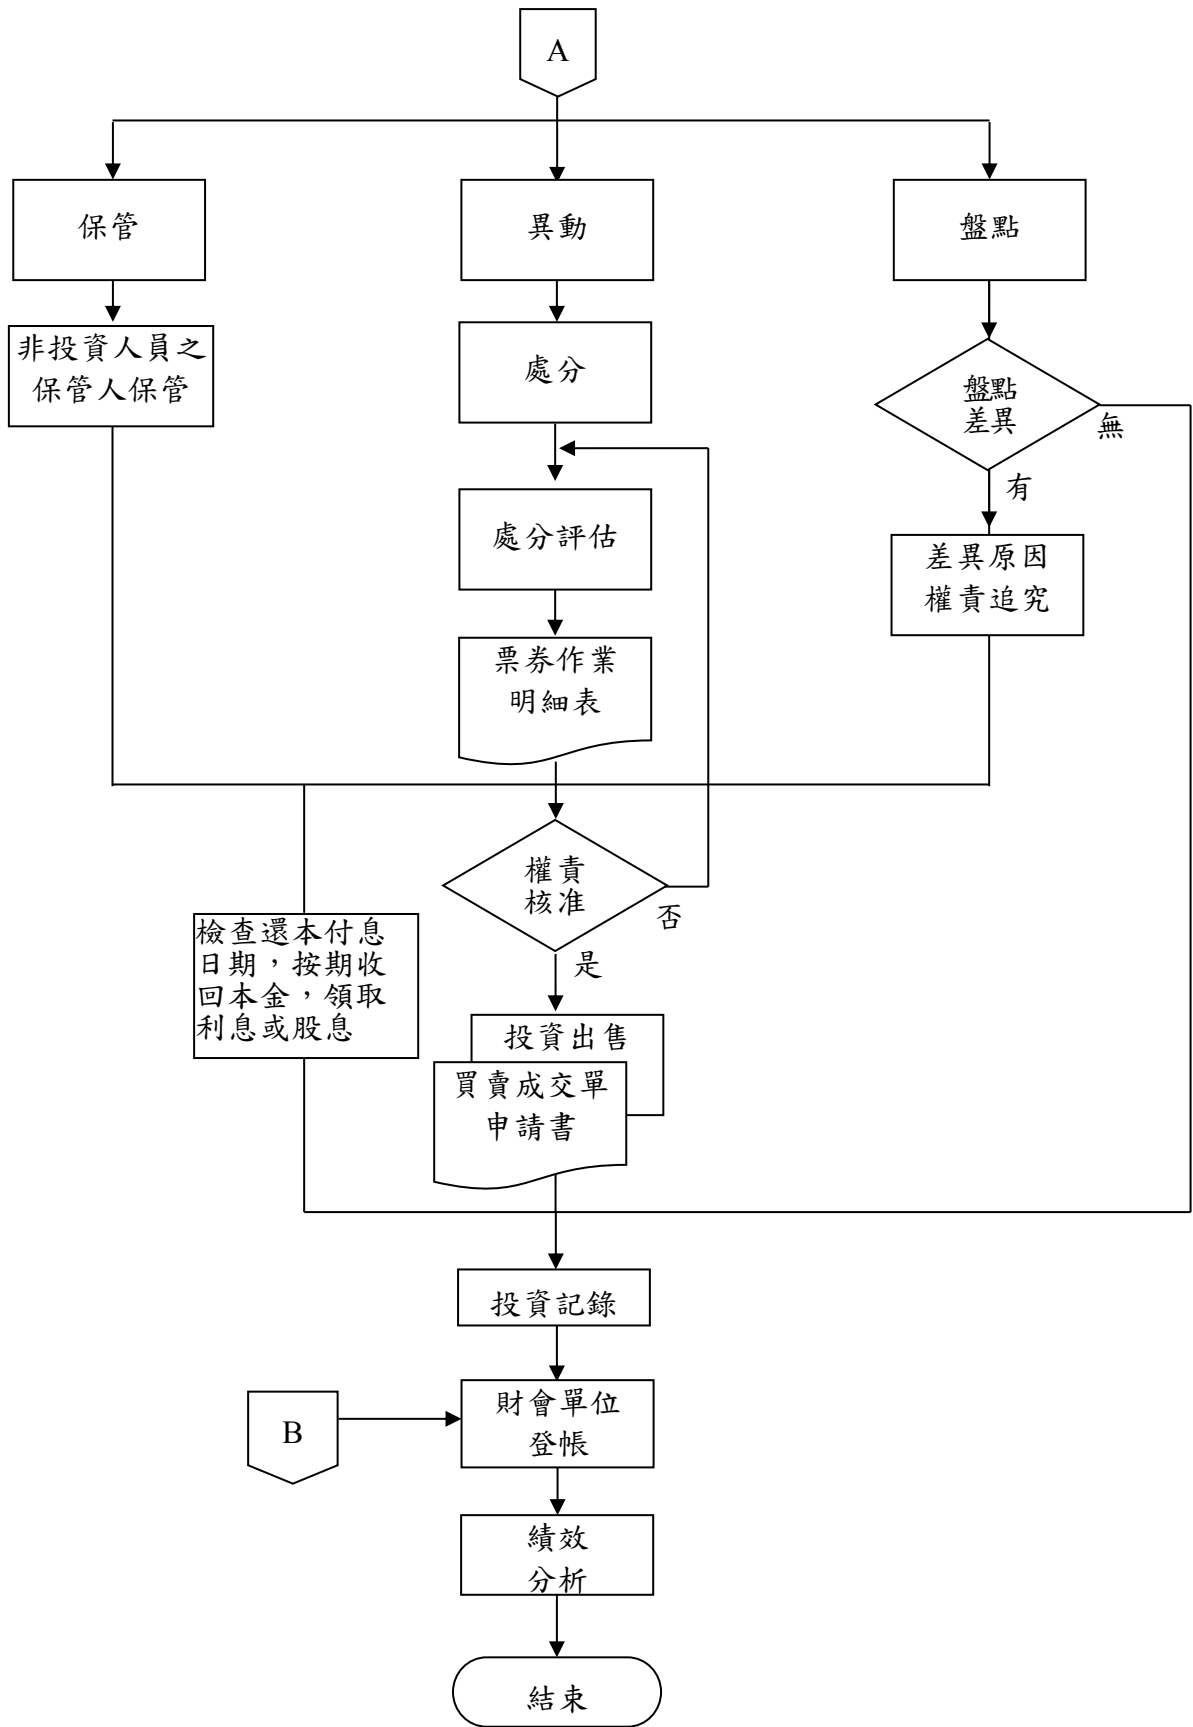 A
保管
異動
盤點
非投資人員之
保管人保管
處分
盤點
差異
無
有
處分評估
差異原因
權責追究
票券作業
明細表
權責
核准
否
是
檢查還本付息
日期，按期收
回本金，領取
利息或股息
投資出售
買賣成交單
申請書
投資記錄
財會單位
登帳
B
績效
分析
結束